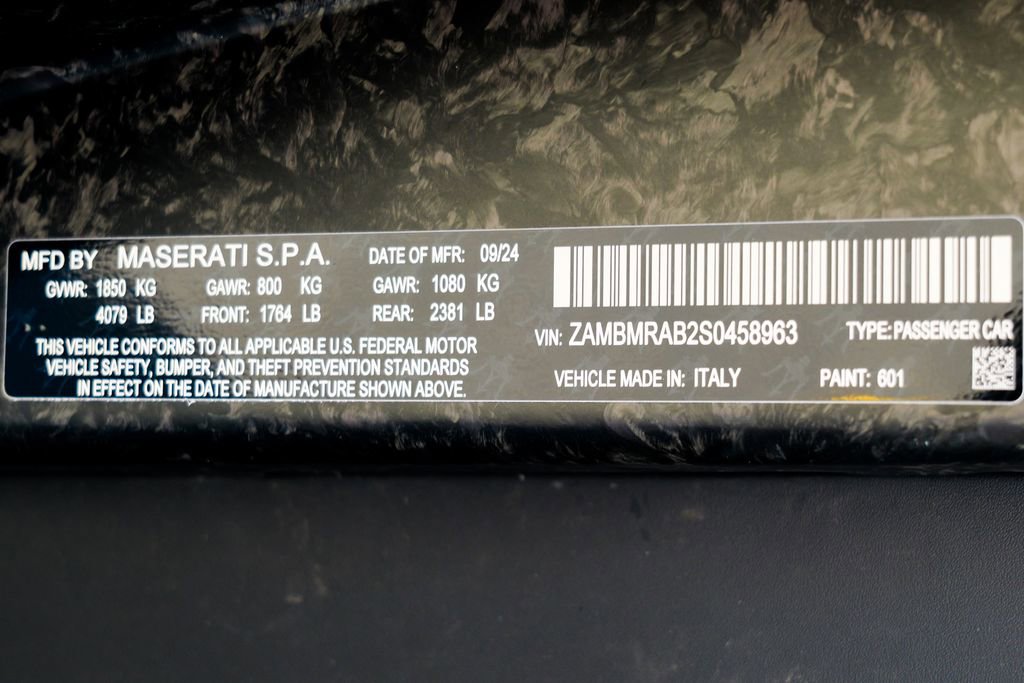 MFD BY MASERATI S.P.A. DATE OF MFR: 09/24
GVWR: 1850 KG GAWR: 800 KG GAWR: 1080 KG
4079 LB FRONT: 1764 LB REAR: 2381 LB
THIS VEHICLE CONFORMS TO ALL APPLICABLE U.S. FEDERAL MOTOR
VEHICLE SAFETY, BUMPER, AND THEFT PREVENTION STANDARDS
IN EFFECT ON THE DATE OF MANUFACTURE SHOWN ABOVE.
VIN: ZAMBMRAB2S0458963 TYPE: PASSENGER CAR
VEHICLE MADE IN: ITALY PAINT: 601